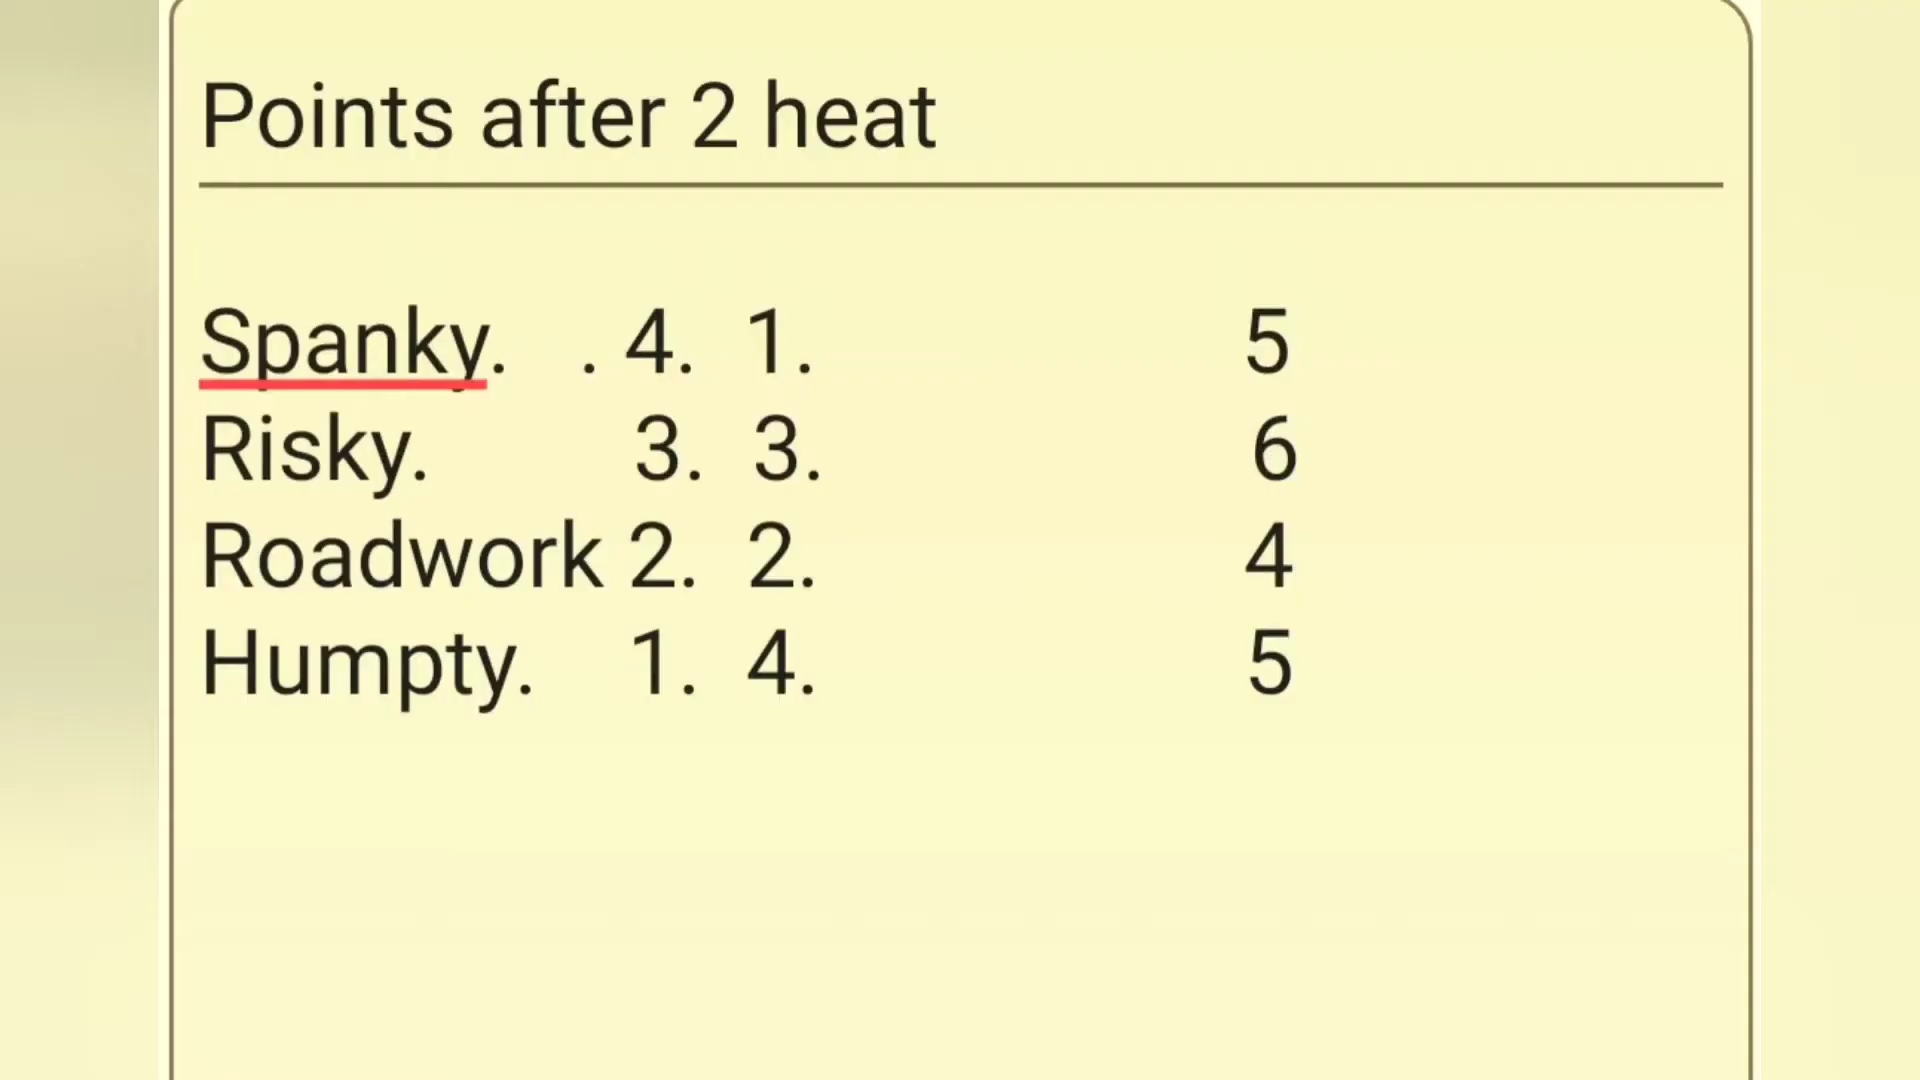 Points after 2 heat
Spanky. . 4. 1. 5
Risky. 3. 3. 6
Roadwork 2. 2. 4
Humpty. 1. 4. 5